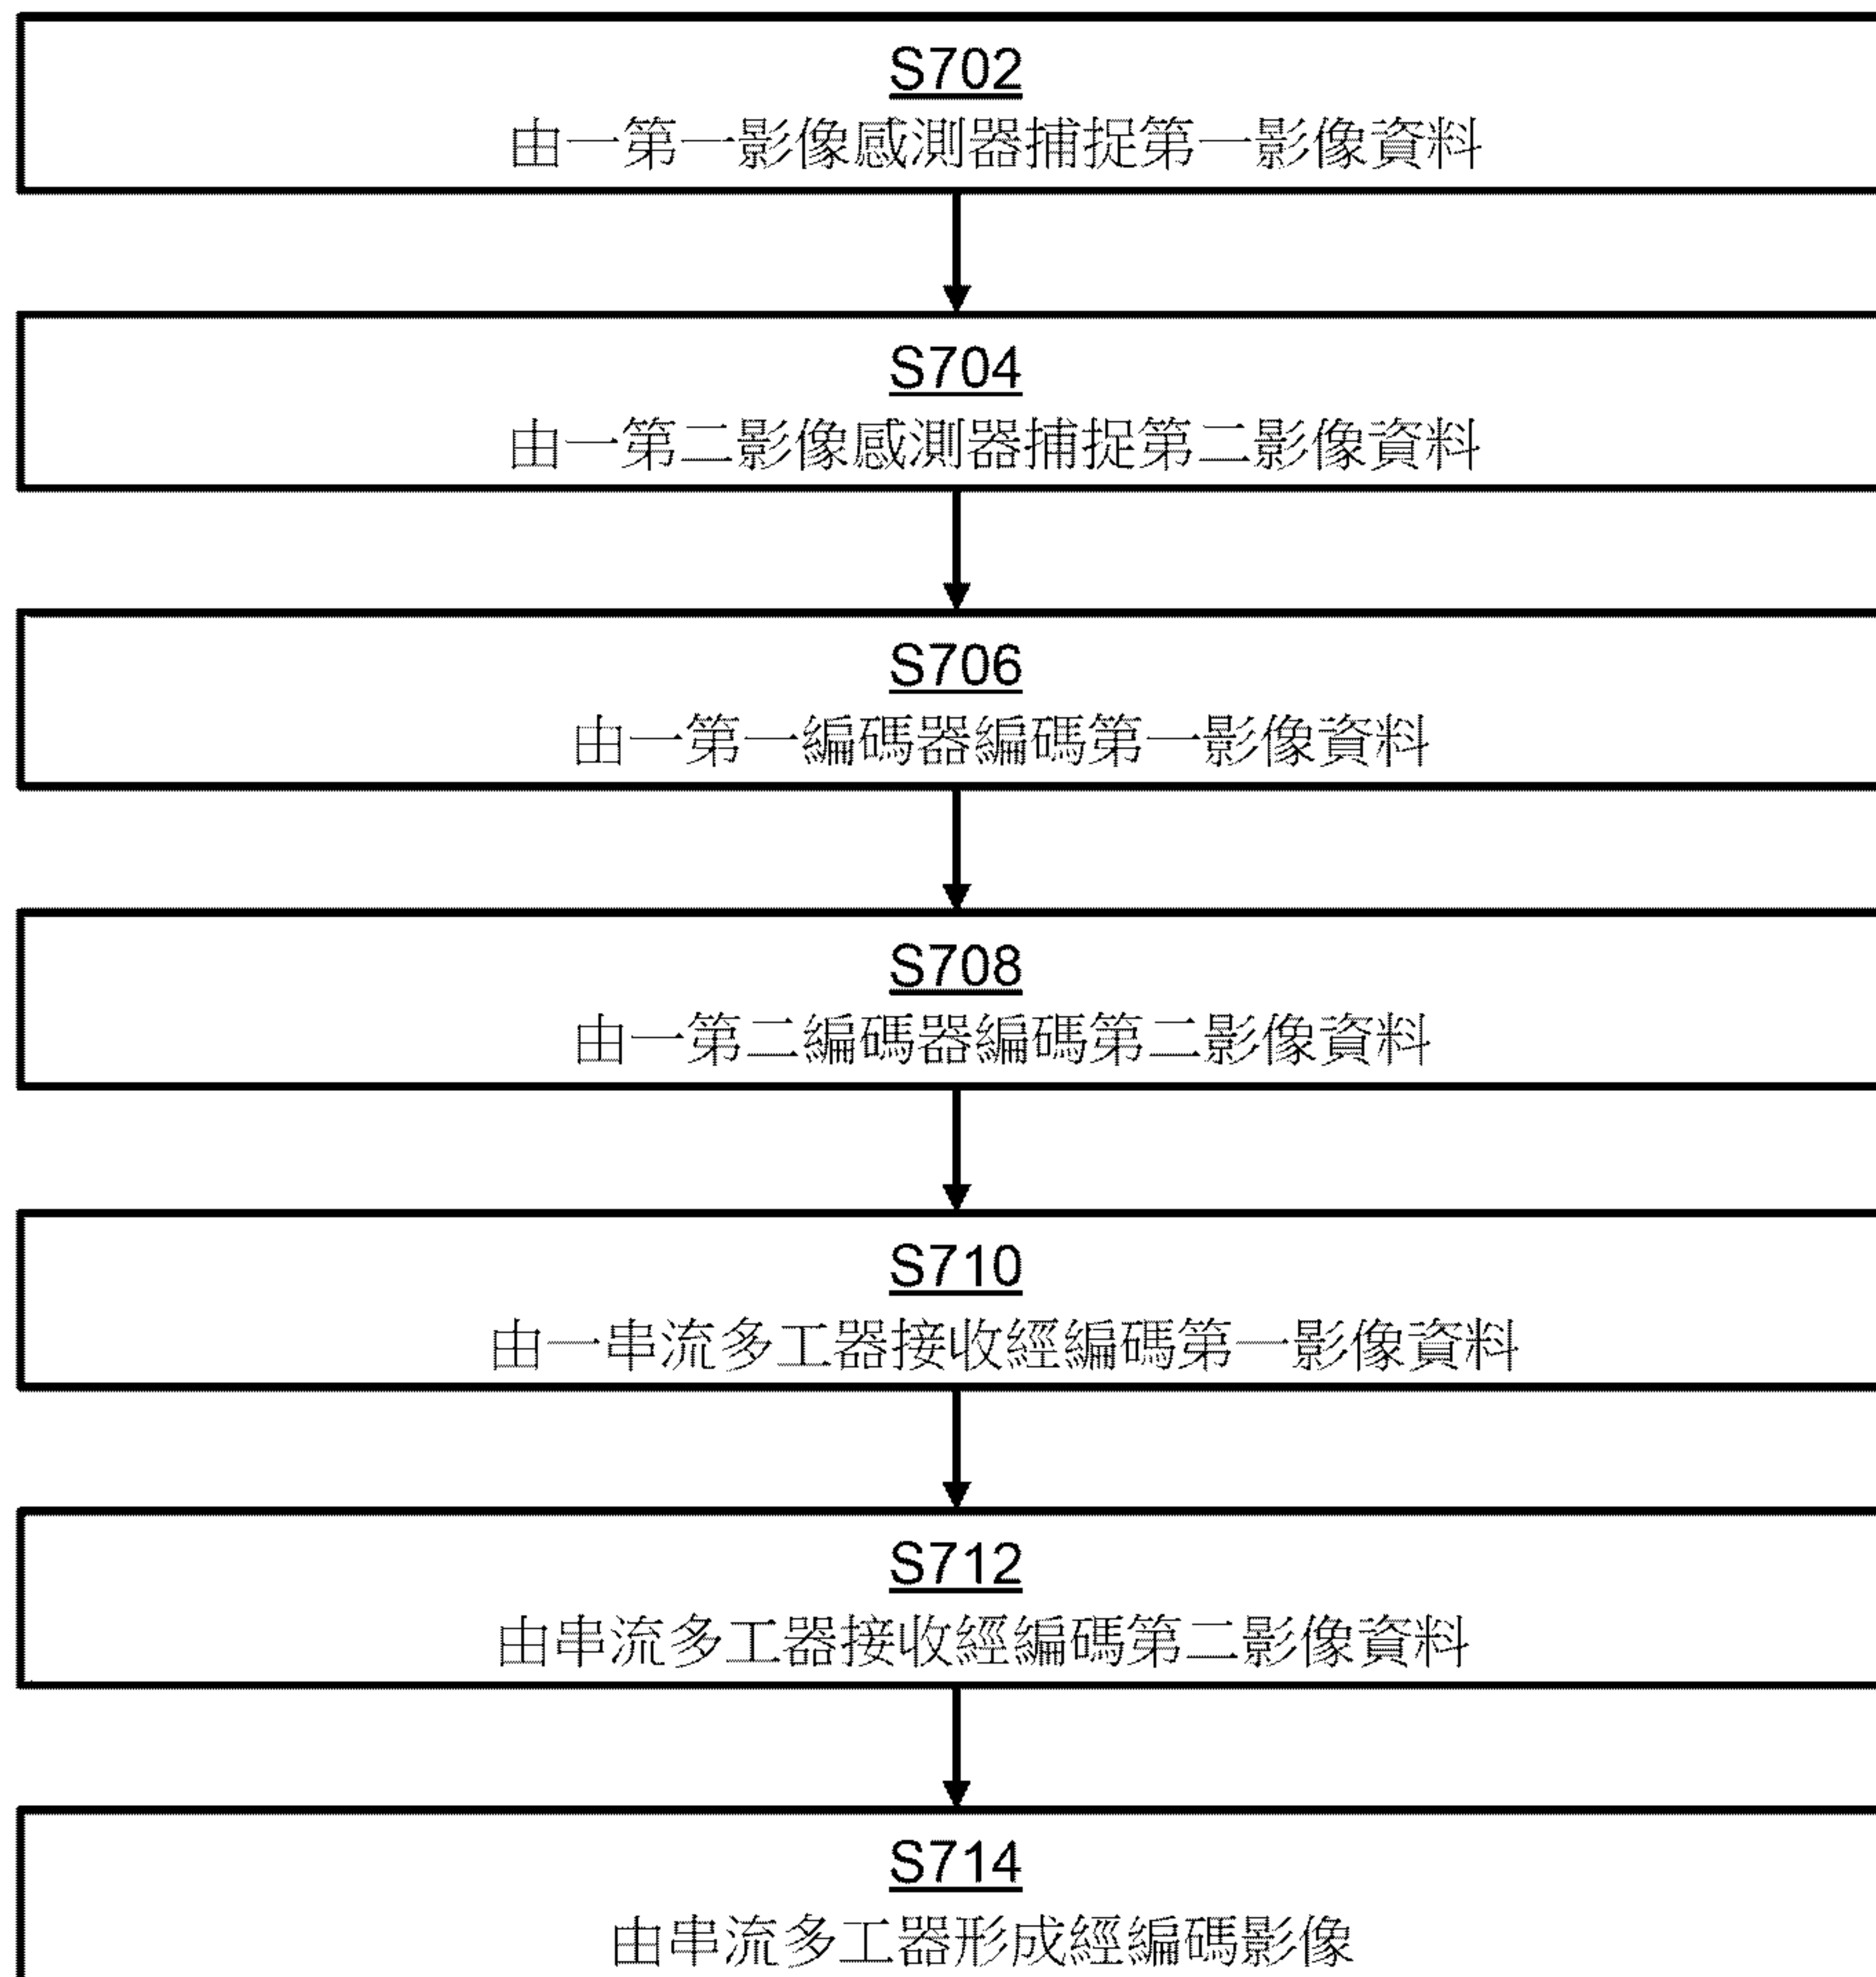 S702
由一第一影像感測器捕捉第一影像資料
S704
由一第二影像感測器捕捉第二影像資料
S706
由一第一編碼器編碼第一影像資料
S708
由一第二編碼器編碼第二影像資料
S710
由一串流多工器接收經編碼第一影像資料
S712
由串流多工器接收經編碼第二影像資料
S714
由串流多工器形成經編碼影像